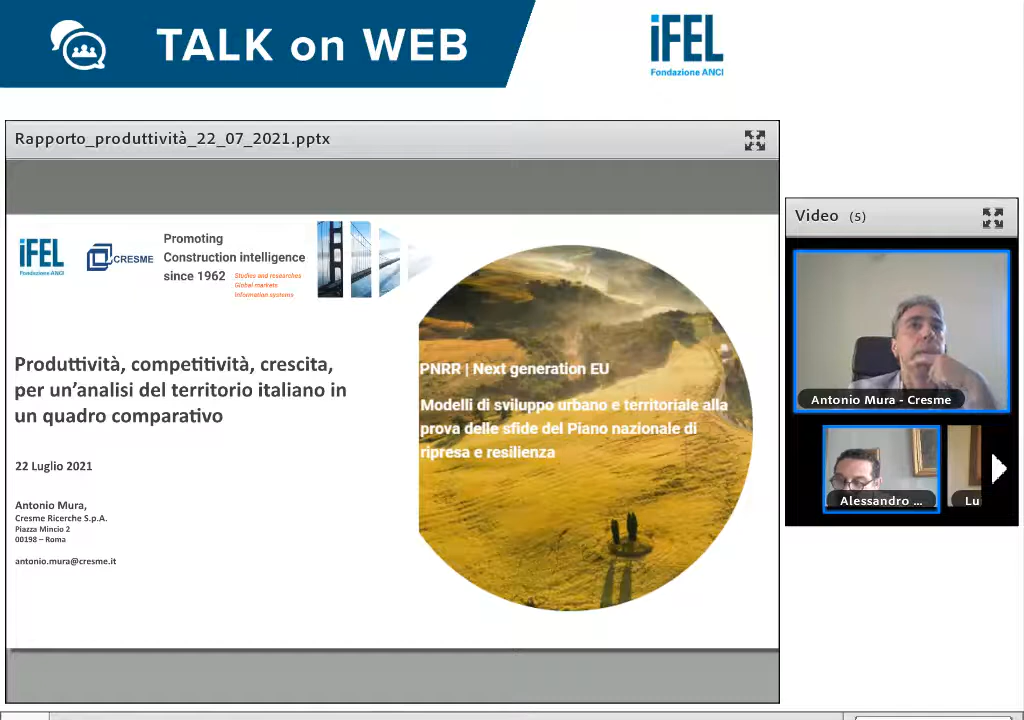 TALK on WEB
iFEL
Fondazione ANCI
Rapporto_produttività_22_07_2021.pptx
iFEL
Fondazione ANCI
CRESME
Promoting
Construction intelligence
since 1962
Studies and researches
Global markets
Information systems
Produttività, competitività, crescita,
per un'analisi del territorio italiano in
un quadro comparativo
22 Luglio 2021
Antonio Mura,
Cresme Ricerche S.p.A.
Piazza Mincio 2
00198 – Roma
antonio.mura@cresme.it
PNRR | Next generation EU
Modelli di sviluppo urbano e territoriale alla
prova delle sfide del Piano nazionale di
ripresa e resilienza
Video (5)
Antonio Mura - Cresme
Alessandro ...
Lu